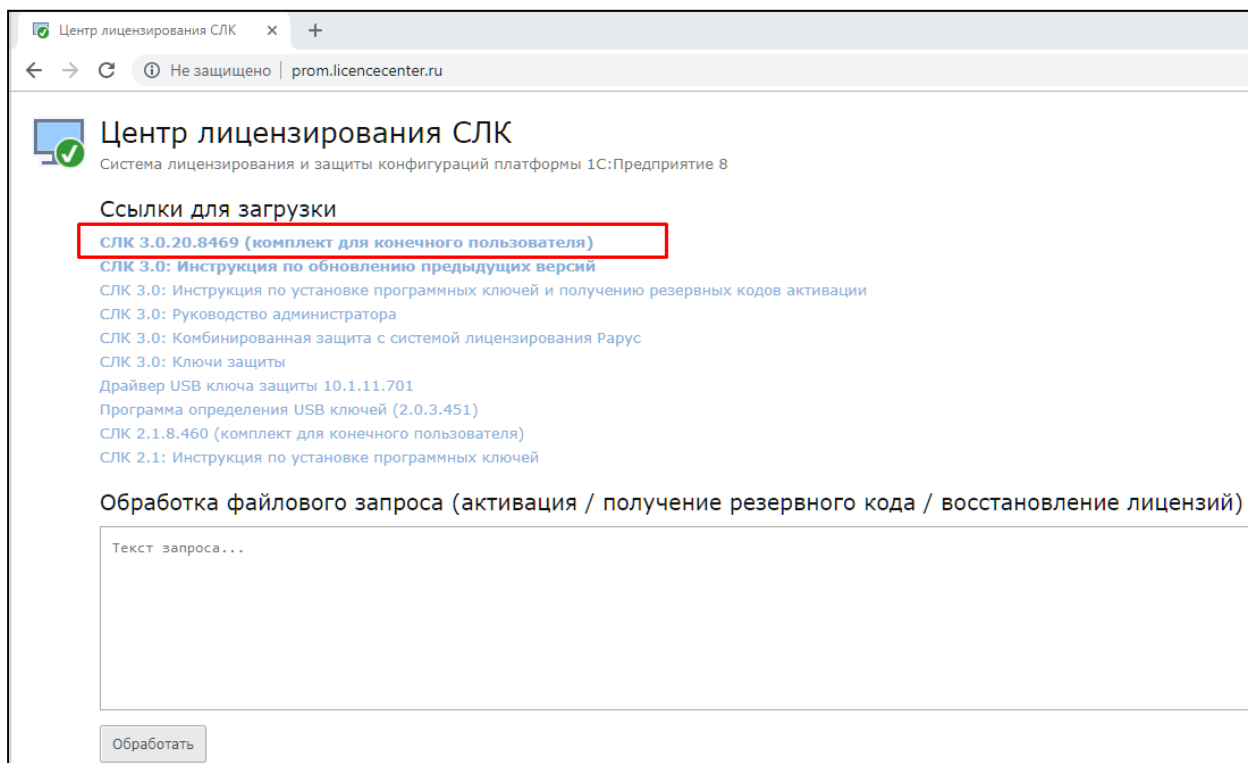 Центр лицензирования СЛК
Не защищено | prom.licencecenter.ru
Центр лицензирования СЛК
Система лицензирования и защиты конфигураций платформы 1С:Предприятие 8
Ссылки для загрузки
СЛК 3.0.20.8469 (комплект для конечного пользователя)
СЛК 3.0: Инструкция по обновлению предыдущих версий
СЛК 3.0: Инструкция по установке программных ключей и получению резервных кодов активации
СЛК 3.0: Руководство администратора
СЛК 3.0: Комбинированная защита с системой лицензирования Рарус
СЛК 3.0: Ключи защиты
Драйвер USB ключа защиты 10.1.11.701
Программа определения USB ключей (2.0.3.451)
СЛК 2.1.8.460 (комплект для конечного пользователя)
СЛК 2.1: Инструкция по установке программных ключей
Обработка файлового запроса (активация / получение резервного кода / восстановление лицензий)
Текст запроса...
Обработать